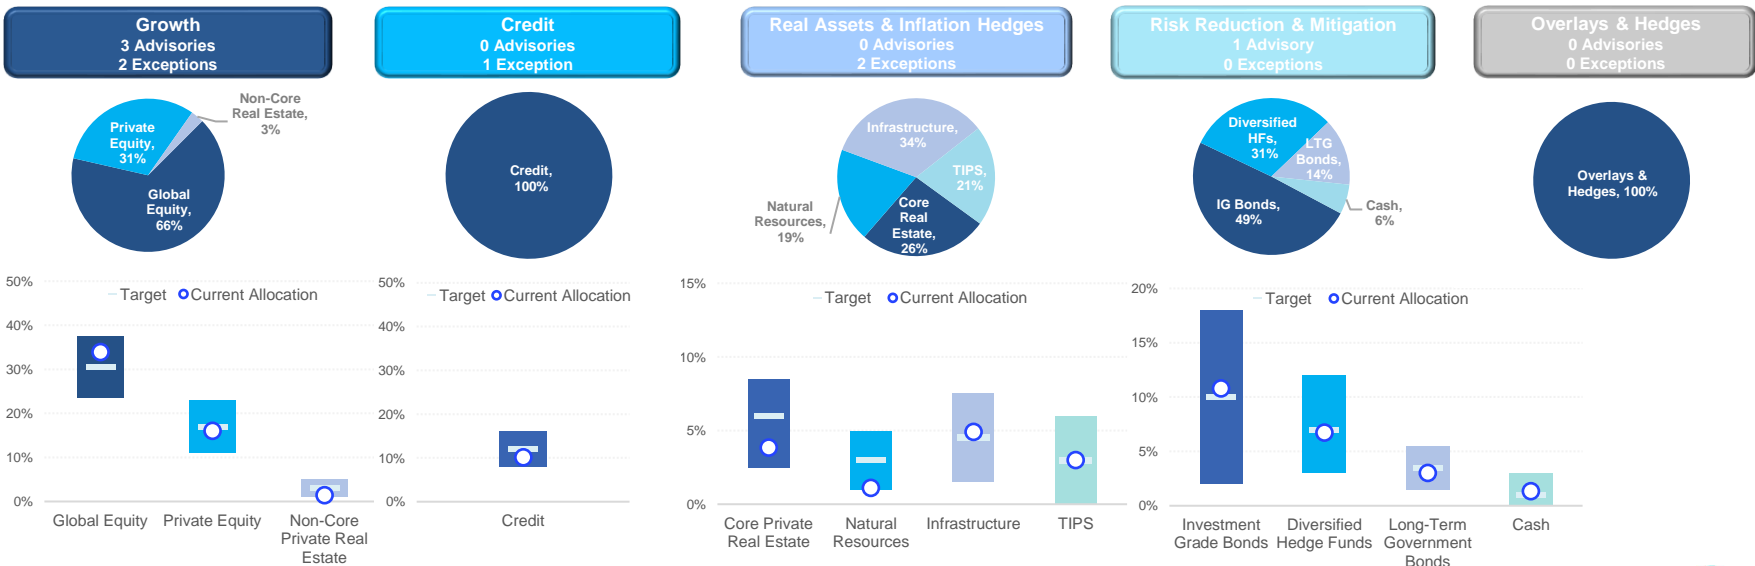 Growth
3 Advisories
2 Exceptions
Credit
0 Advisories
1 Exception
Real Assets & Inflation Hedges
0 Advisories
2 Exceptions
Risk Reduction & Mitigation
1 Advisory
0 Exceptions
Overlays & Hedges
0 Advisories
0 Exceptions
Non-Core
Real Estate,
3%
Private
Equity,
31%
Global
Equity,
66%
Credit,
100%
Infrastructure,
34%
TIPS,
21%
Natural
Resources,
19%
Core
Real
Estate,
26%
Diversified
HFs,
31%
LTG
Bonds,
14%
IG Bonds,
49%
Cash,
6%
Overlays &
Hedges, 100%
50%
40%
30%
20%
10%
0%
Target Current Allocation
Global Equity
Private Equity
Non-Core
Private Real
Estate
50%
40%
30%
20%
10%
0%
Target Current Allocation
Credit
15%
10%
5%
0%
Target Current Allocation
Core Private
Real Estate
Natural
Resources
Infrastructure
TIPS
20%
15%
10%
5%
0%
Target Current Allocation
Investment
Grade Bonds
Diversified
Hedge Funds
Long-Term
Government
Bonds
Cash